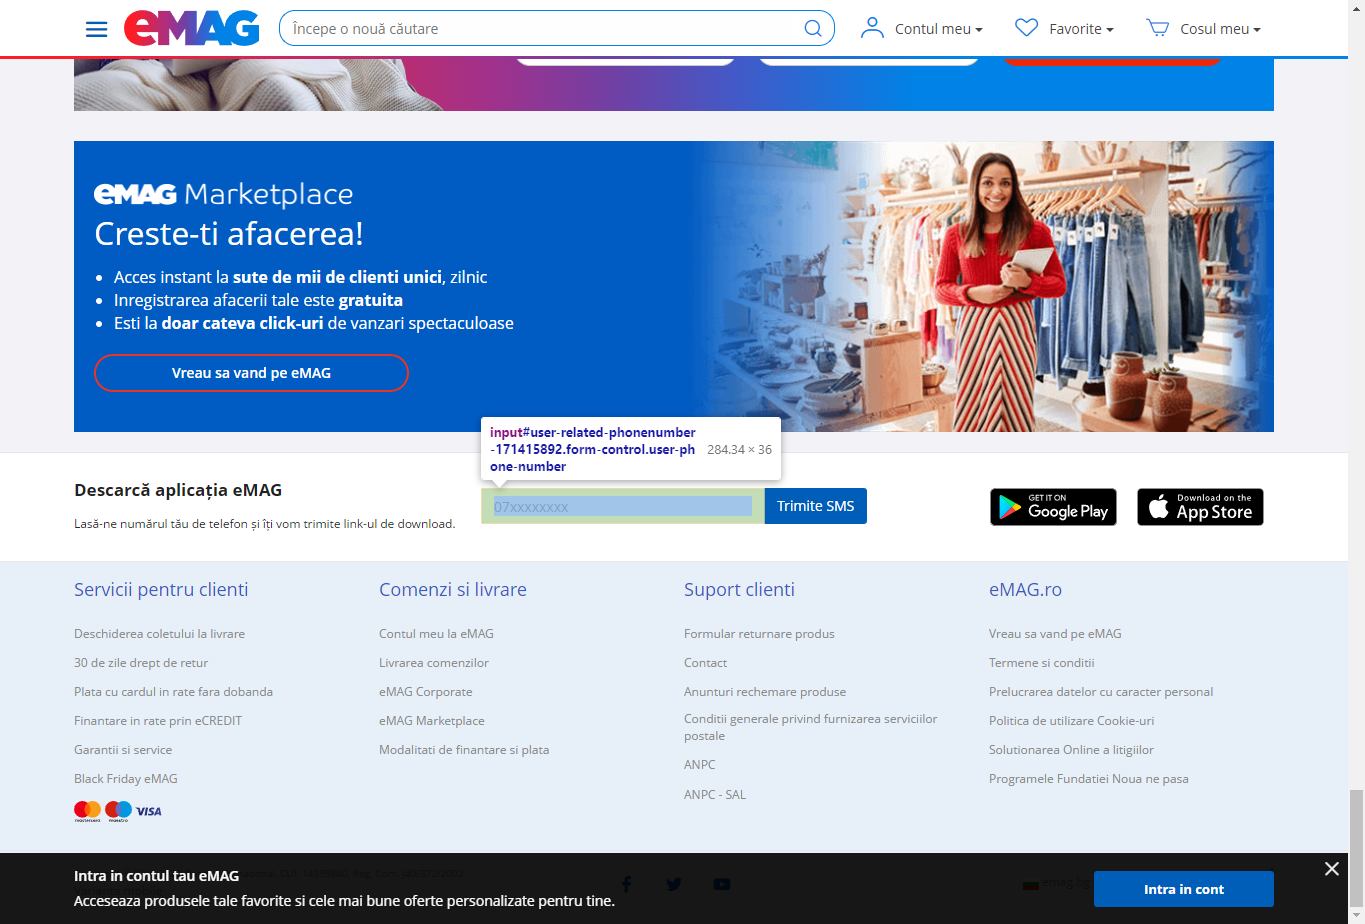 eMAG
Începe o nouă căutare
Contul meu
Favorite
Cosul meu
eMAG Marketplace
Creste-ti afacerea!
Acces instant la sute de mii de clienti unici, zilnic
Inregistrarea afacerii tale este gratuita
Esti la doar cateva click-uri de vanzari spectaculoase
Vreau sa vand pe eMAG
input#user-related-phonenumber
-171415892.form-control.user-ph
one-number
284.34 × 36
Descarcă aplicația eMAG
Lasă-ne numărul tău de telefon și îți vom trimite link-ul de download.
07xxxxxxxx
Trimite SMS
GET IT ON
Google Play
Download on the
App Store
Servicii pentru clienti
Deschiderea coletului la livrare
30 de zile drept de retur
Plata cu cardul in rate fara dobanda
Finantare in rate prin eCREDIT
Garantii si service
Black Friday eMAG
mastercard
maestro
VISA
Comenzi si livrare
Contul meu la eMAG
Livrarea comenzilor
eMAG Corporate
eMAG Marketplace
Modalitati de finantare si plata
Suport clienti
Formular returnare produs
Contact
Anunturi rechemare produse
Conditii generale privind furnizarea serviciilor
postale
ANPC
ANPC - SAL
eMAG.ro
Vreau sa vand pe eMAG
Termene si conditii
Prelucrarea datelor cu caracter personal
Politica de utilizare Cookie-uri
Solutionarea Online a litigiilor
Programele Fundatiei Noua ne pasa
Intra in contul tau eMAG
Acceseaza produsele tale favorite si cele mai bune oferte personalizate pentru tine.
emag.bg
Intra in cont